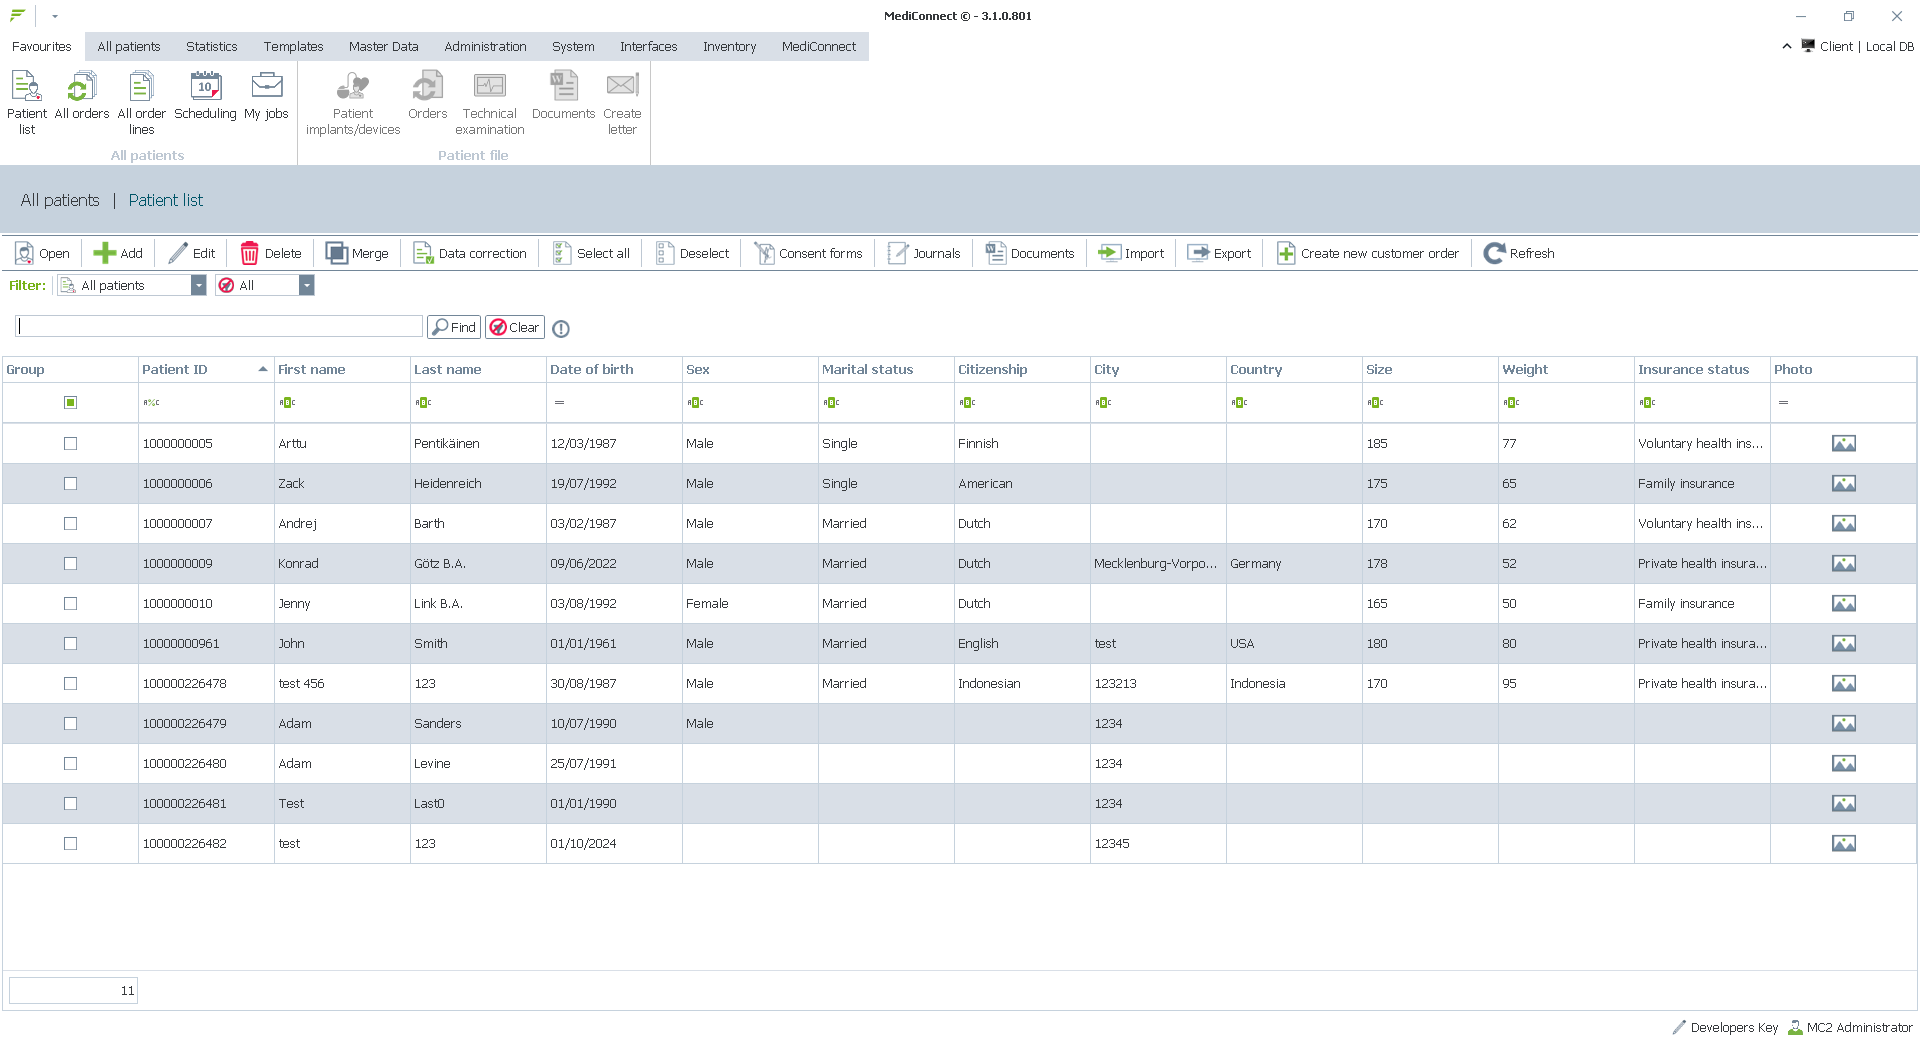 MediConnect © - 3.1.0.801
Favourites All patients Statistics Templates Master Data Administration System Interfaces Inventory MediConnect
Client | Local DB
Patient list All orders All order lines Scheduling My jobs
All patients
Patient implants/devices Orders Technical examination Documents Create letter
Patient file
All patients | Patient list
Open Add Edit Delete Merge Data correction Select all Deselect Consent forms Journals Documents Import Export Create new customer order Refresh
Filter: All patients All
Find Clear
Group Patient ID First name Last name Date of birth Sex Marital status Citizenship City Country Size Weight Insurance status Photo
1000000005 Arttu Pentikäinen 12/03/1987 Male Single Finnish 185 77 Voluntary health ins...
1000000006 Zack Heidenreich 19/07/1992 Male Single American 175 65 Family insurance
1000000007 Andrej Barth 03/02/1987 Male Married Dutch 170 62 Voluntary health ins...
1000000009 Konrad Götz B.A. 09/06/2022 Male Married Dutch Mecklenburg-Vorpo... Germany 178 52 Private health insura...
1000000010 Jenny Link B.A. 03/08/1992 Female Married Dutch 165 50 Family insurance
10000000961 John Smith 01/01/1961 Male Married English test USA 180 80 Private health insura...
100000226478 test 456 123 30/08/1987 Male Married Indonesian 123213 Indonesia 170 95 Private health insura...
100000226479 Adam Sanders 10/07/1990 Male 1234
100000226480 Adam Levine 25/07/1991 1234
100000226481 Test Last0 01/01/1990 1234
100000226482 test 123 01/10/2024 12345
11
Developers Key MC2 Administrator